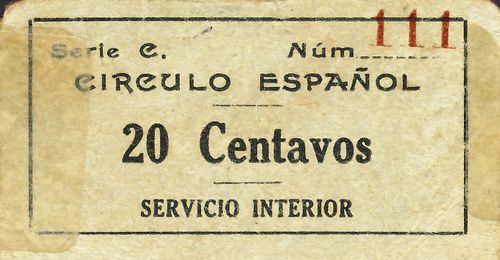 Serie C. Núm. 111
CIRCULO ESPAÑOL
20 Centavos
SERVICIO INTERIOR